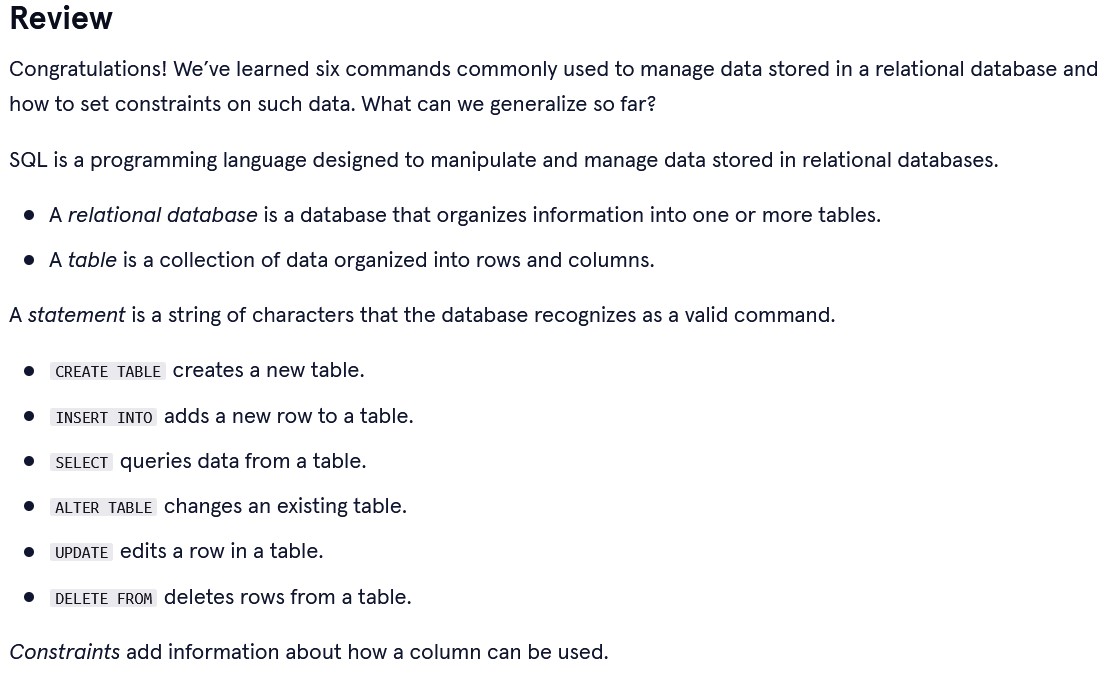 Review
Congratulations! We’ve learned six commands commonly used to manage data stored in a relational database and
how to set constraints on such data. What can we generalize so far?
SQL is a programming language designed to manipulate and manage data stored in relational databases.
● A relational database is a database that organizes information into one or more tables.
● A table is a collection of data organized into rows and columns.
A statement is a string of characters that the database recognizes as a valid command.
● CREATE TABLE creates a new table.
● INSERT INTO adds a new row to a table.
● SELECT queries data from a table.
● ALTER TABLE changes an existing table.
● UPDATE edits a row in a table.
● DELETE FROM deletes rows from a table.
Constraints add information about how a column can be used.